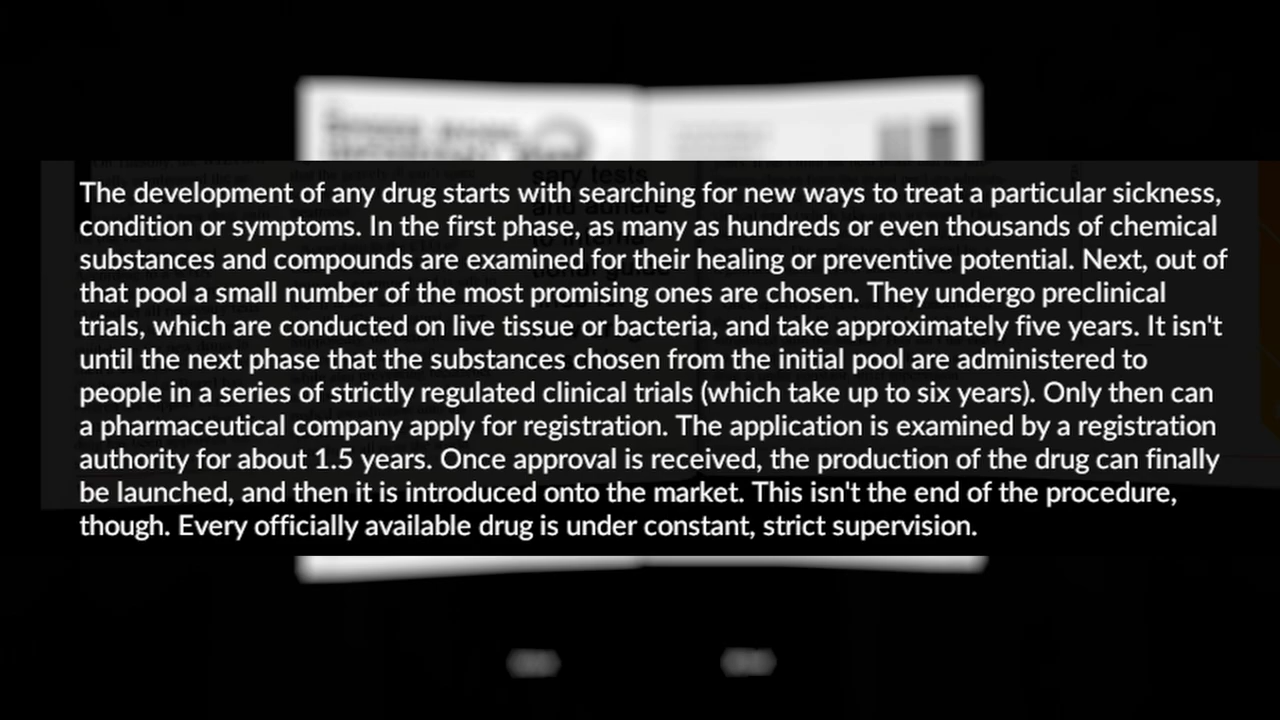 The development of any drug starts with searching for new ways to treat a particular sickness,
condition or symptoms. In the first phase, as many as hundreds or even thousands of chemical
substances and compounds are examined for their healing or preventive potential. Next, out of
that pool a small number of the most promising ones are chosen. They undergo preclinical
trials, which are conducted on live tissue or bacteria, and take approximately five years. It isn't
until the next phase that the substances chosen from the initial pool are administered to
people in a series of strictly regulated clinical trials (which take up to six years). Only then can
a pharmaceutical company apply for registration. The application is examined by a registration
authority for about 1.5 years. Once approval is received, the production of the drug can finally
be launched, and then it is introduced onto the market. This isn't the end of the procedure,
though. Every officially available drug is under constant, strict supervision.